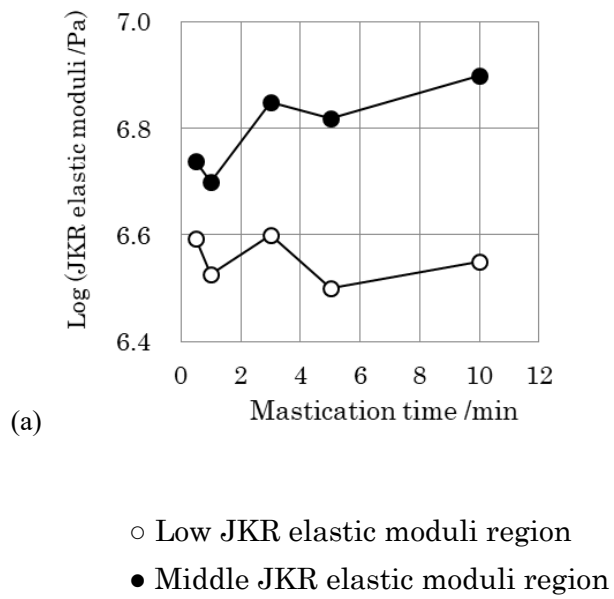 7.0
6.8
6.6
6.4
Log (JKR elastic moduli /Pa)
0 2 4 6 8 10 12
Mastication time /min
(a)
○ Low JKR elastic moduli region
● Middle JKR elastic moduli region